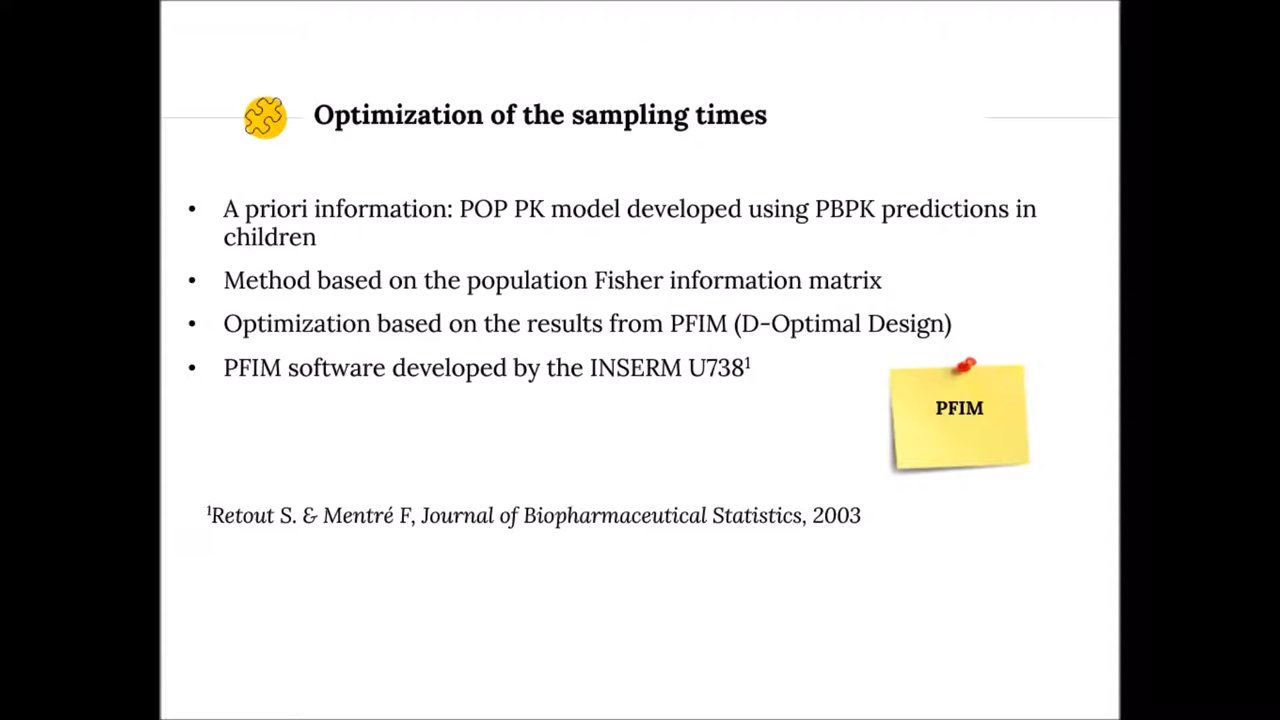 Optimization of the sampling times
• A priori information: POP PK model developed using PBPK predictions in
children
• Method based on the population Fisher information matrix
• Optimization based on the results from PFIM (D-Optimal Design)
• PFIM software developed by the INSERM U738¹
PFIM
¹Retout S. & Mentré F, Journal of Biopharmaceutical Statistics, 2003